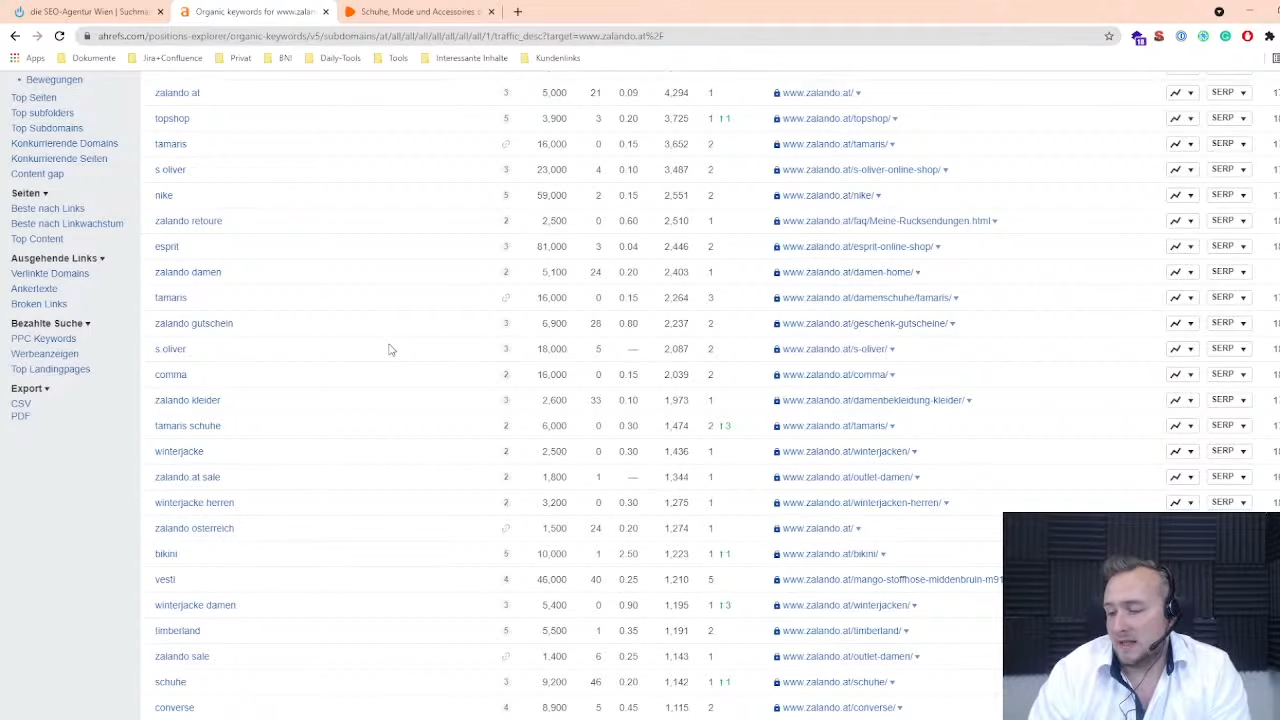 die SEO-Agentur Wien | Suchma
Organic keywords for www.zalan
Schuhe, Mode und Accessoires o
ahrefs.com/positions-explorer/organic-keywords/v5/subdomains/at/all/all/all/all/all/all/all/1/traffic_desc?target=www.zalando.at%2F
18
Apps Dokumente Jira+Confluence Privat BNI Daily-Tools Tools Interessante Inhalte Kundenlinks
Bewegungen
Top Seiten
Top subfolders
Top Subdomains
Konkurrierende Domains
Konkurrierende Seiten
Content gap
Seiten
Beste nach Links
Beste nach Linkwachstum
Top Content
Ausgehende Links
Verlinkte Domains
Ankertexte
Broken Links
Bezahlte Suche
PPC Keywords
Werbeanzeigen
Top Landingpages
Export
CSV
PDF
zalando at 3 5,000 21 0.09 4,294 1 www.zalando.at/ SERP
topshop 5 3,900 3 0.20 3,725 1 ↑1 www.zalando.at/topshop/ SERP
tamaris 16,000 0 0.15 3,652 2 www.zalando.at/tamaris/ SERP
s oliver 3 23,000 4 0.10 3,487 2 www.zalando.at/s-oliver-online-shop/ SERP
nike 5 59,000 2 0.15 2,551 2 www.zalando.at/nike/ SERP
zalando retoure 2 2,500 0 0.60 2,510 1 www.zalando.at/faq/Meine-Rucksendungen.html SERP
esprit 3 81,000 3 0.04 2,446 2 www.zalando.at/esprit-online-shop/ SERP
zalando damen 2 5,100 24 0.20 2,403 1 www.zalando.at/damen-home/ SERP
tamaris 16,000 0 0.15 2,264 3 www.zalando.at/damenschuhe/tamaris/ SERP
zalando gutschein 3 6,900 28 0.80 2,237 2 www.zalando.at/geschenk-gutscheine/ SERP
s.oliver 3 18,000 5 — 2,087 2 www.zalando.at/s-oliver/ SERP
comma 2 16,000 0 0.15 2,039 2 www.zalando.at/comma/ SERP
zalando kleider 3 2,600 33 0.10 1,973 1 www.zalando.at/damenbekleidung-kleider/ SERP
tamaris schuhe 2 6,000 0 0.30 1,474 2 ↑3 www.zalando.at/tamaris/ SERP
winterjacke 2 2,300 0 0.30 1,436 1 www.zalando.at/winterjacken/ SERP
zalando.at sale 2 1,800 1 — 1,344 1 www.zalando.at/outlet-damen/ SERP
winterjacke herren 2 3,200 0 0.30 1,275 1 www.zalando.at/winterjacken-herren/ SERP
zalando österreich 1,500 24 0.20 1,274 1 www.zalando.at/
bikini 5 10,000 1 2.50 1,223 1 ↑1 www.zalando.at/bikini/
vesti 4 46,000 40 0.25 1,210 5 www.zalando.at/mango-stoffhose-middenbruin-m91
winterjacke damen 3 5,400 0 0.90 1,195 1 ↑3 www.zalando.at/winterjacken/
timberland 5 5,500 1 0.35 1,191 2 www.zalando.at/timberland/
zalando sale 1,400 6 0.25 1,143 1 www.zalando.at/outlet-damen/
schuhe 3 9,200 46 0.20 1,142 1 ↑1 www.zalando.at/schuhe/
converse 4 8,900 5 0.45 1,115 2 www.zalando.at/converse/